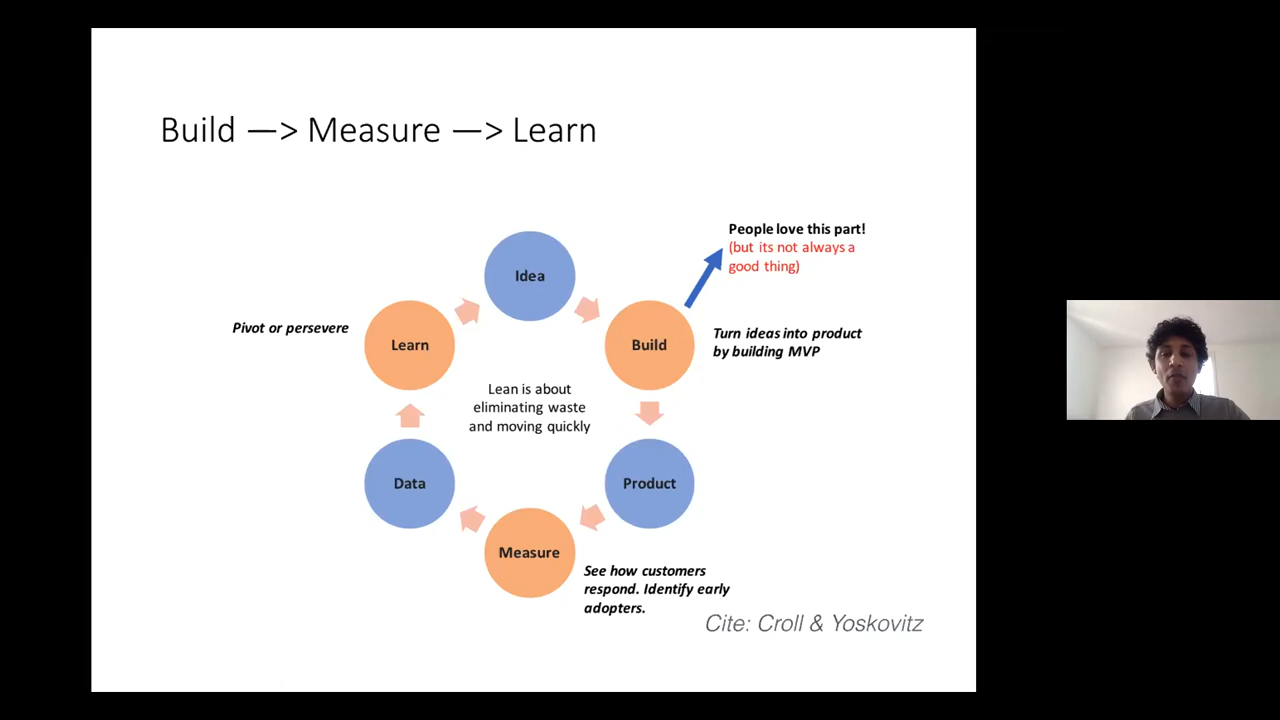 Build —> Measure —> Learn
People love this part!
(but its not always a
good thing)
Idea
Pivot or persevere
Learn
Build
Turn ideas into product
by building MVP
Lean is about
eliminating waste
and moving quickly
Data
Product
Measure
See how customers
respond. Identify early
adopters.
Cite: Croll & Yoskovitz